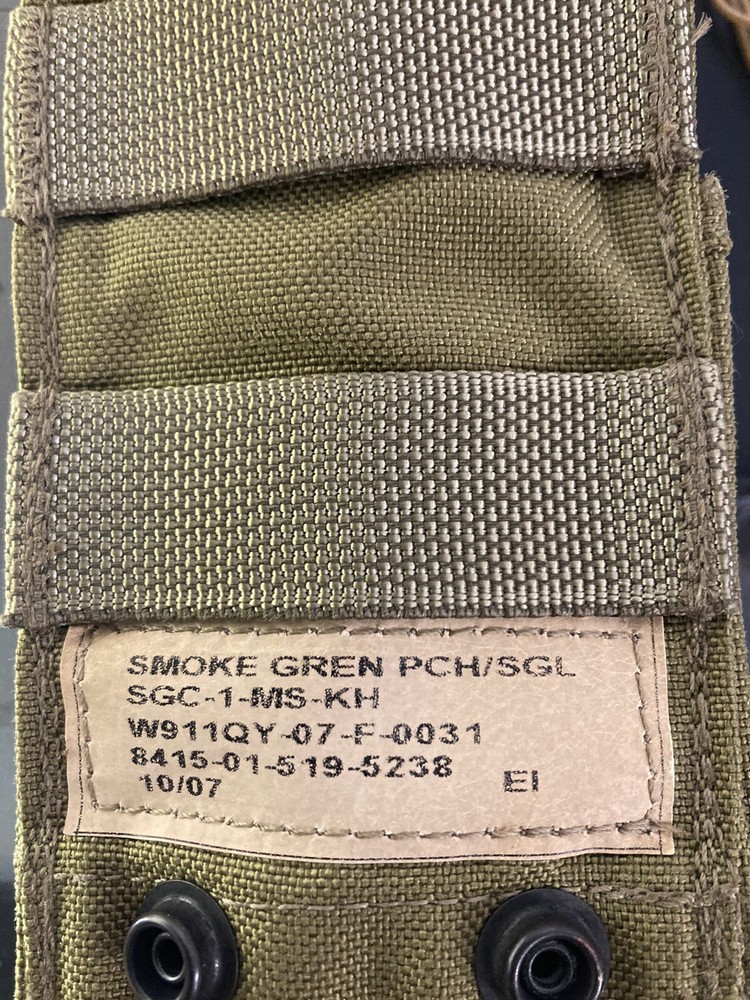 SMOKE GREN PCH/SGL
SGC-1-MS-KH
W911QY-07-F-0031
8415-01-519-5238
10/07 EI